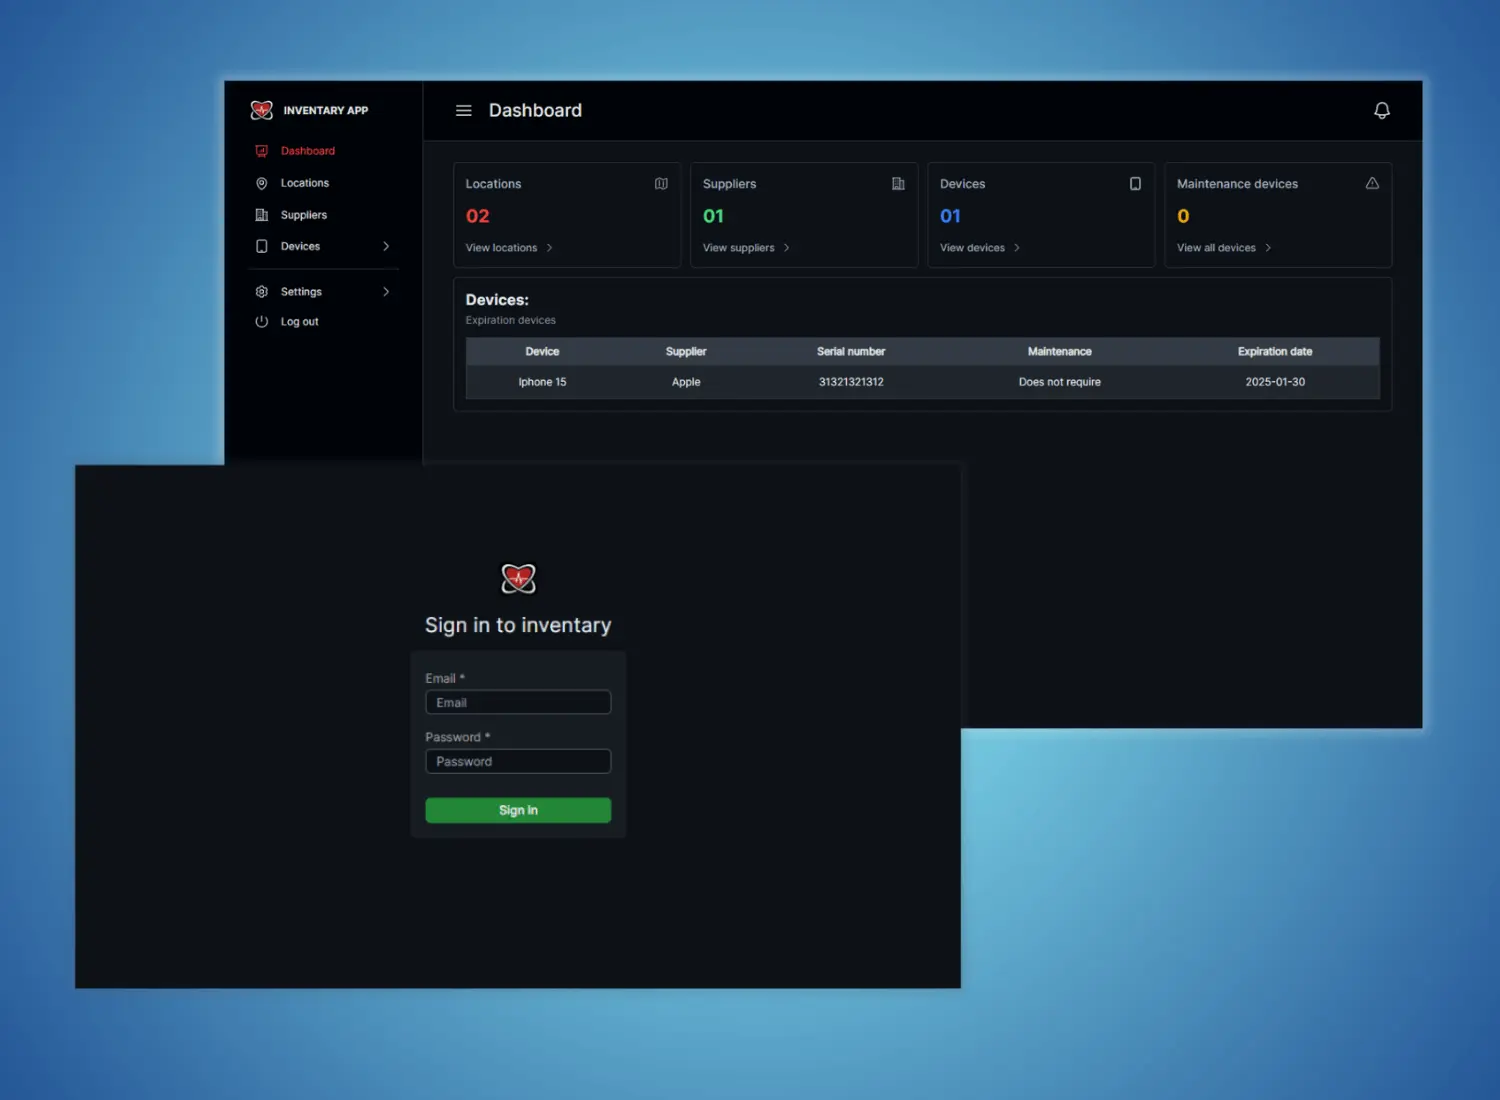 INVENTARY APP
Dashboard
Locations
Suppliers
Devices
Settings
Log out
Dashboard
Locations
02
View locations
Suppliers
01
View suppliers
Devices
01
View devices
Maintenance devices
0
View all devices
Devices:
Expiration devices
Device Supplier Serial number Maintenance Expiration date
Iphone 15 Apple 31321321312 Does not require 2025-01-30
Sign in to inventary
Email *
Email
Password *
Password
Sign in